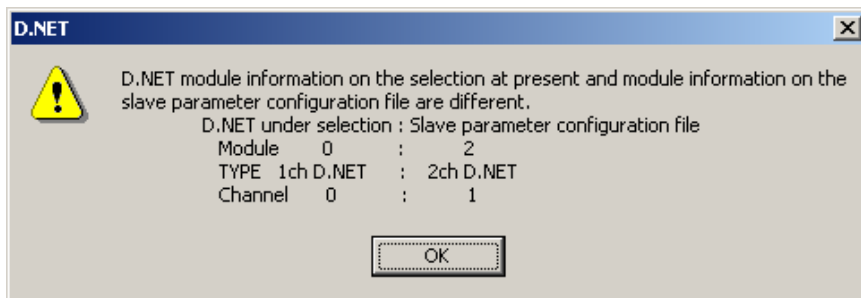 D.NET
D.NET module information on the selection at present and module information on the
slave parameter configuration file are different.
D.NET under selection : Slave parameter configuration file
Module 0 : 2
TYPE 1ch D.NET : 2ch D.NET
Channel 0 : 1
OK